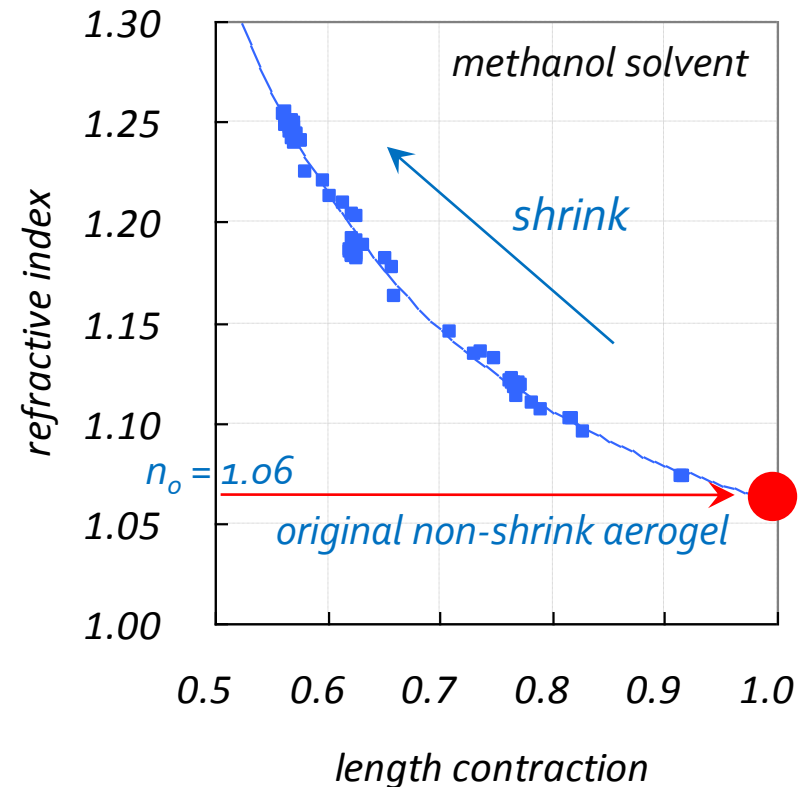 1.30
methanol solvent
1.25
1.20
shrink
refractive index
1.15
1.10
n₀ = 1.06
1.05
original non-shrink aerogel
1.00
0.5 0.6 0.7 0.8 0.9 1.0
length contraction